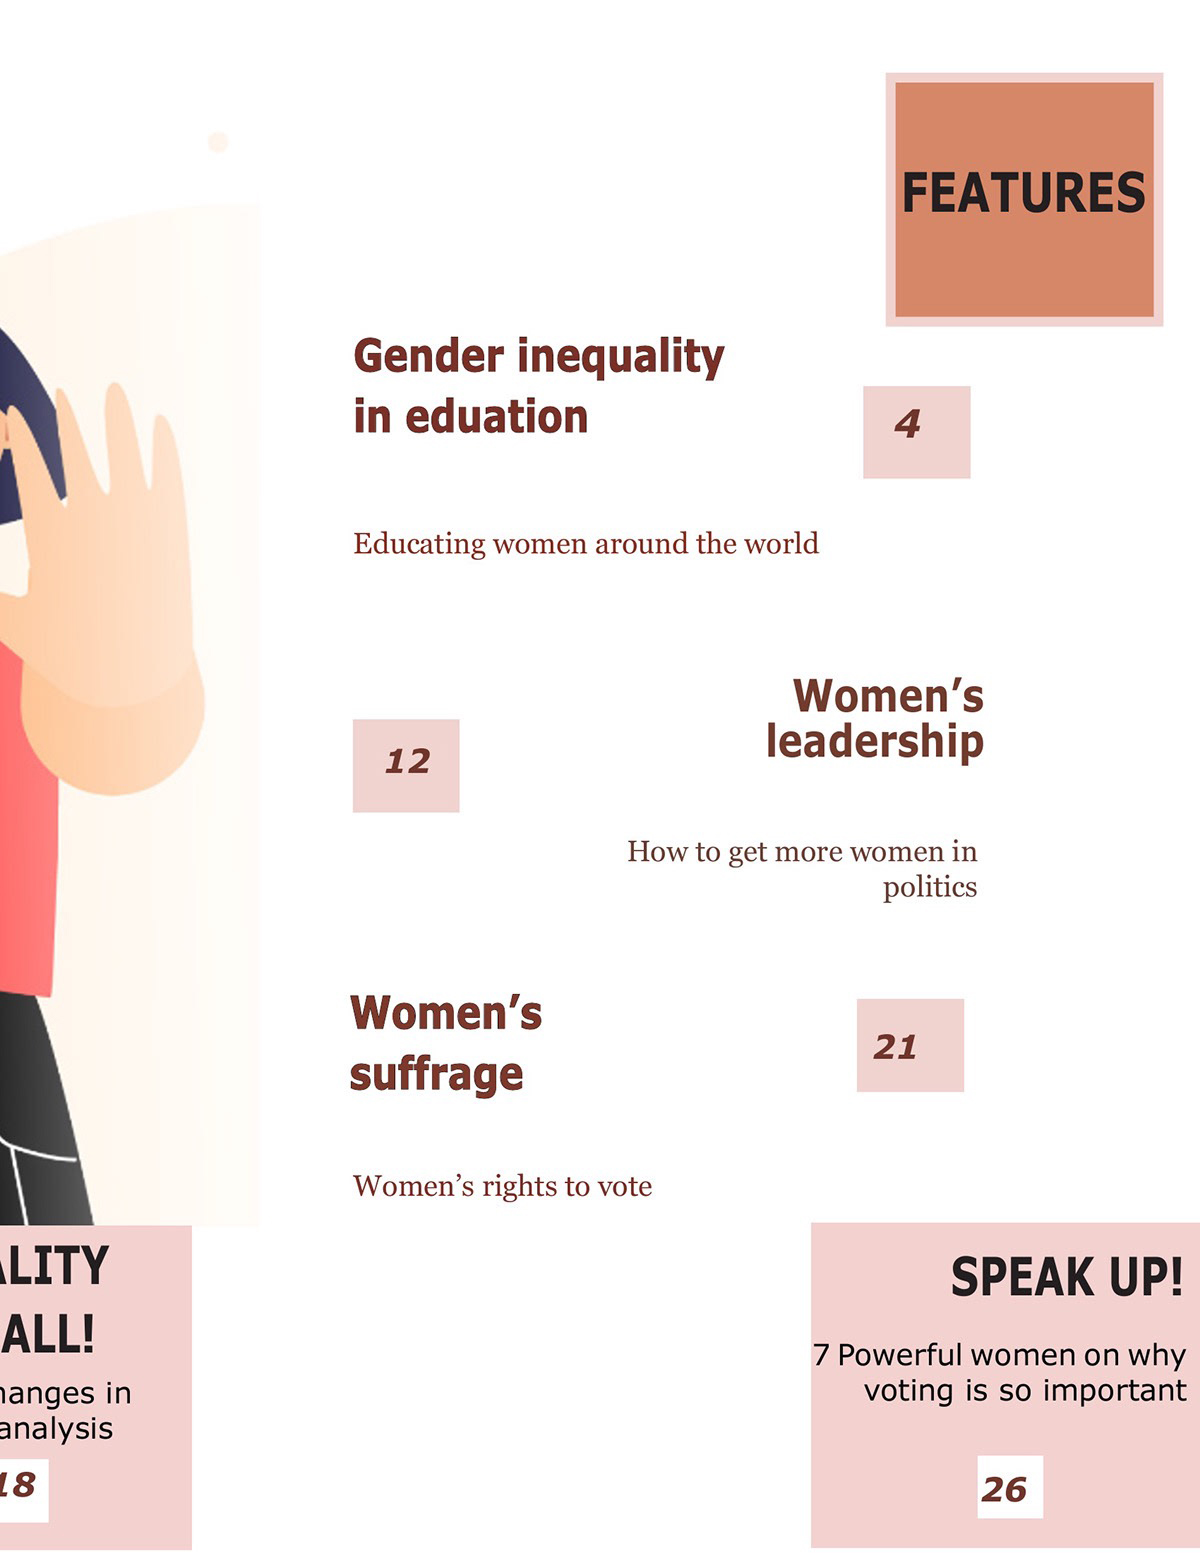 FEATURES
Gender inequality
in eduation
4
Educating women around the world
Women’s
leadership
12
How to get more women in
politics
Women’s
suffrage
21
Women’s rights to vote
ALITY
ALL!
hanges in
analysis
18
SPEAK UP!
7 Powerful women on why
voting is so important
26